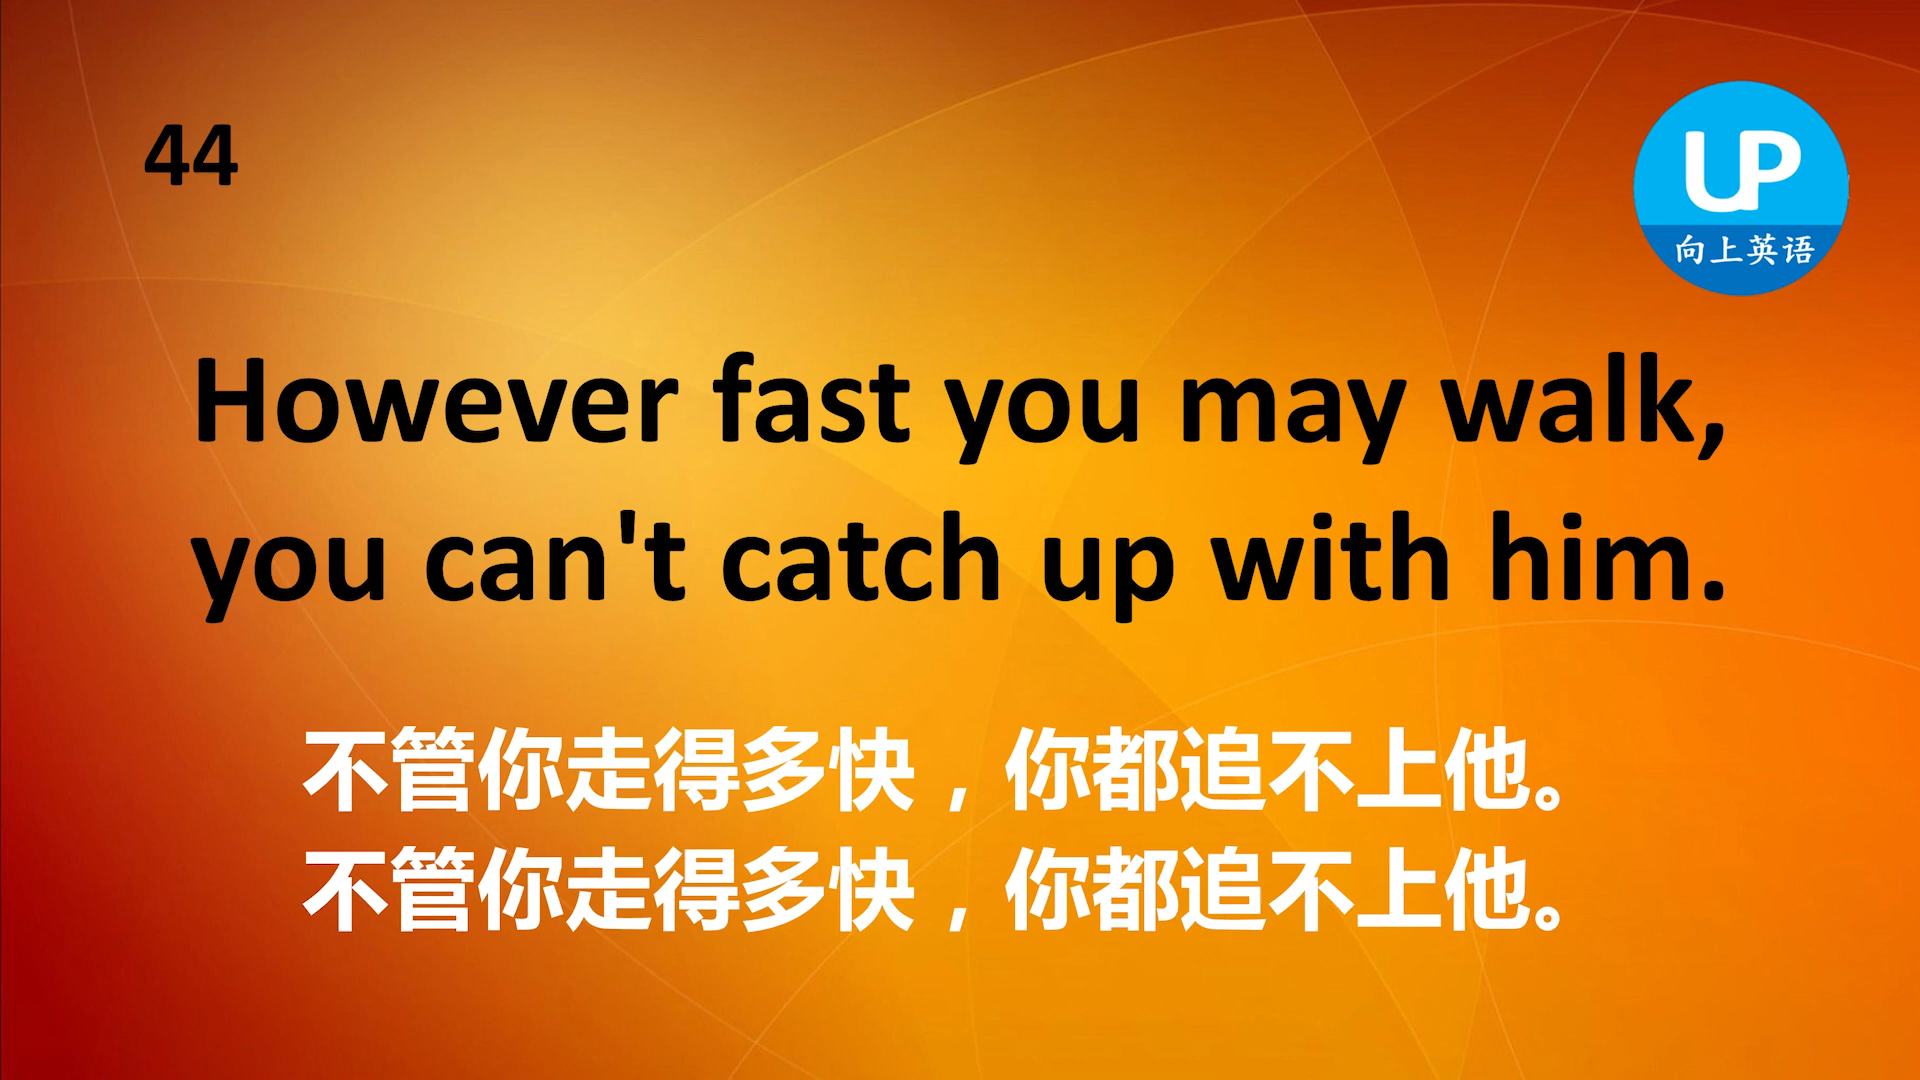 44
UP
向上英语
However fast you may walk,
you can't catch up with him.
不管你走得多快，你都追不上他。
不管你走得多快，你都追不上他。